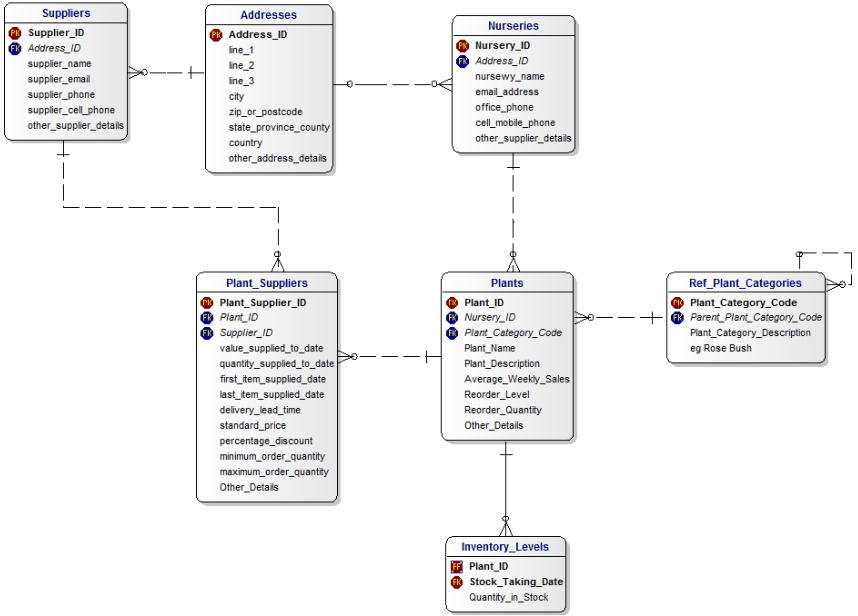 Suppliers
PK Supplier_ID
FK Address_ID
supplier_name
supplier_email
supplier_phone
supplier_cell_phone
other_supplier_details
Addresses
PK Address_ID
line_1
line_2
line_3
city
zip_or_postcode
state_province_county
country
other_address_details
Nurseries
PK Nursery_ID
FK Address_ID
nursewy_name
email_address
office_phone
cell_mobile_phone
other_supplier_details
Plant_Suppliers
PK Plant_Supplier_ID
FK Plant_ID
FK Supplier_ID
value_supplied_to_date
quantity_supplied_to_date
first_item_supplied_date
last_item_supplied_date
delivery_lead_time
standard_price
percentage_discount
minimum_order_quantity
maximum_order_quantity
Other_Details
Plants
PK Plant_ID
FK Nursery_ID
FK Plant_Category_Code
Plant_Name
Plant_Description
Average_Weekly_Sales
Reorder_Level
Reorder_Quantity
Other_Details
Ref_Plant_Categories
PK Plant_Category_Code
FK Parent_Plant_Category_Code
Plant_Category_Description
eg Rose Bush
Inventory_Levels
Plant_ID
Stock_Taking_Date
Quantity_in_Stock